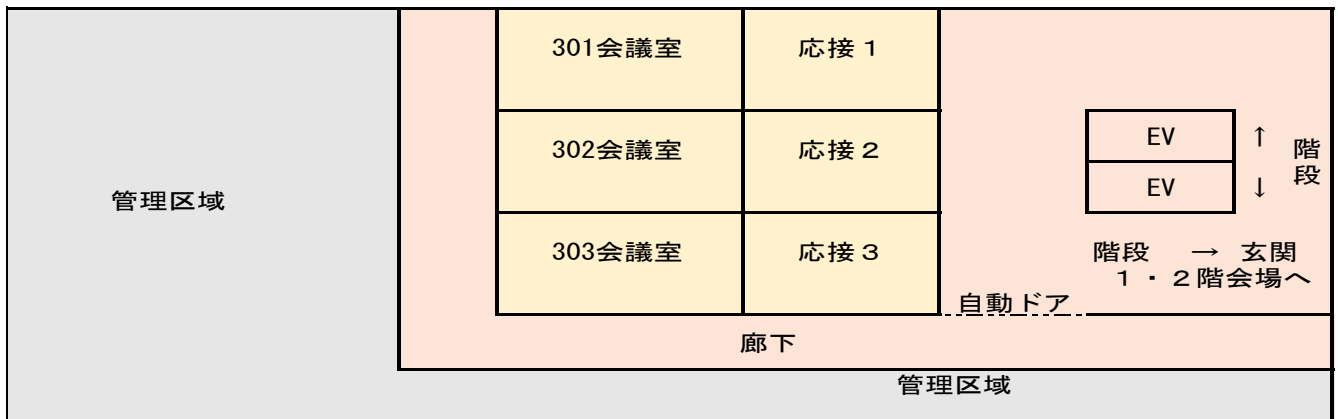 301会議室
応接１
302会議室
応接２
EV
↑
階段
EV
↓
管理区域
303会議室
応接３
階段　→ 玄関
１・２階会場へ
自動ドア
廊下
管理区域